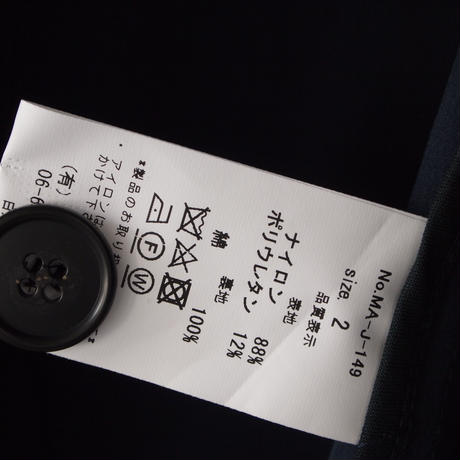 No.MA-J-149
size. 2
品質表示
表地
ナイロン 88%
ポリウレタン 12%
表地
綿 100%
F W
*製品のお取り
*アイロンは
かけて下さ
(有)
06-6